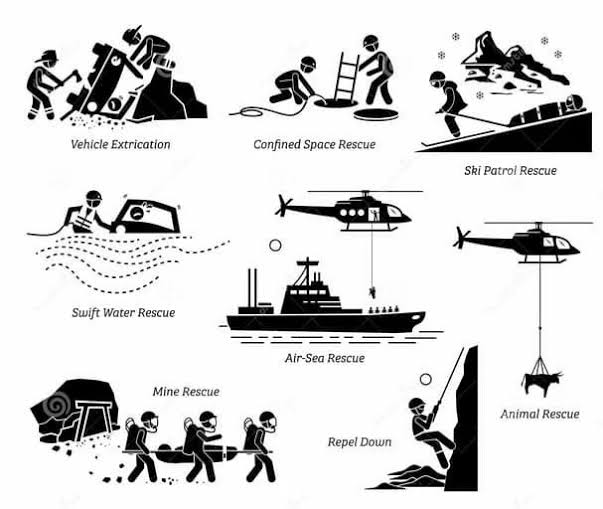 Vehicle Extrication
Confined Space Rescue
Ski Patrol Rescue
Swift Water Rescue
Air-Sea Rescue
Animal Rescue
Mine Rescue
Repel Down